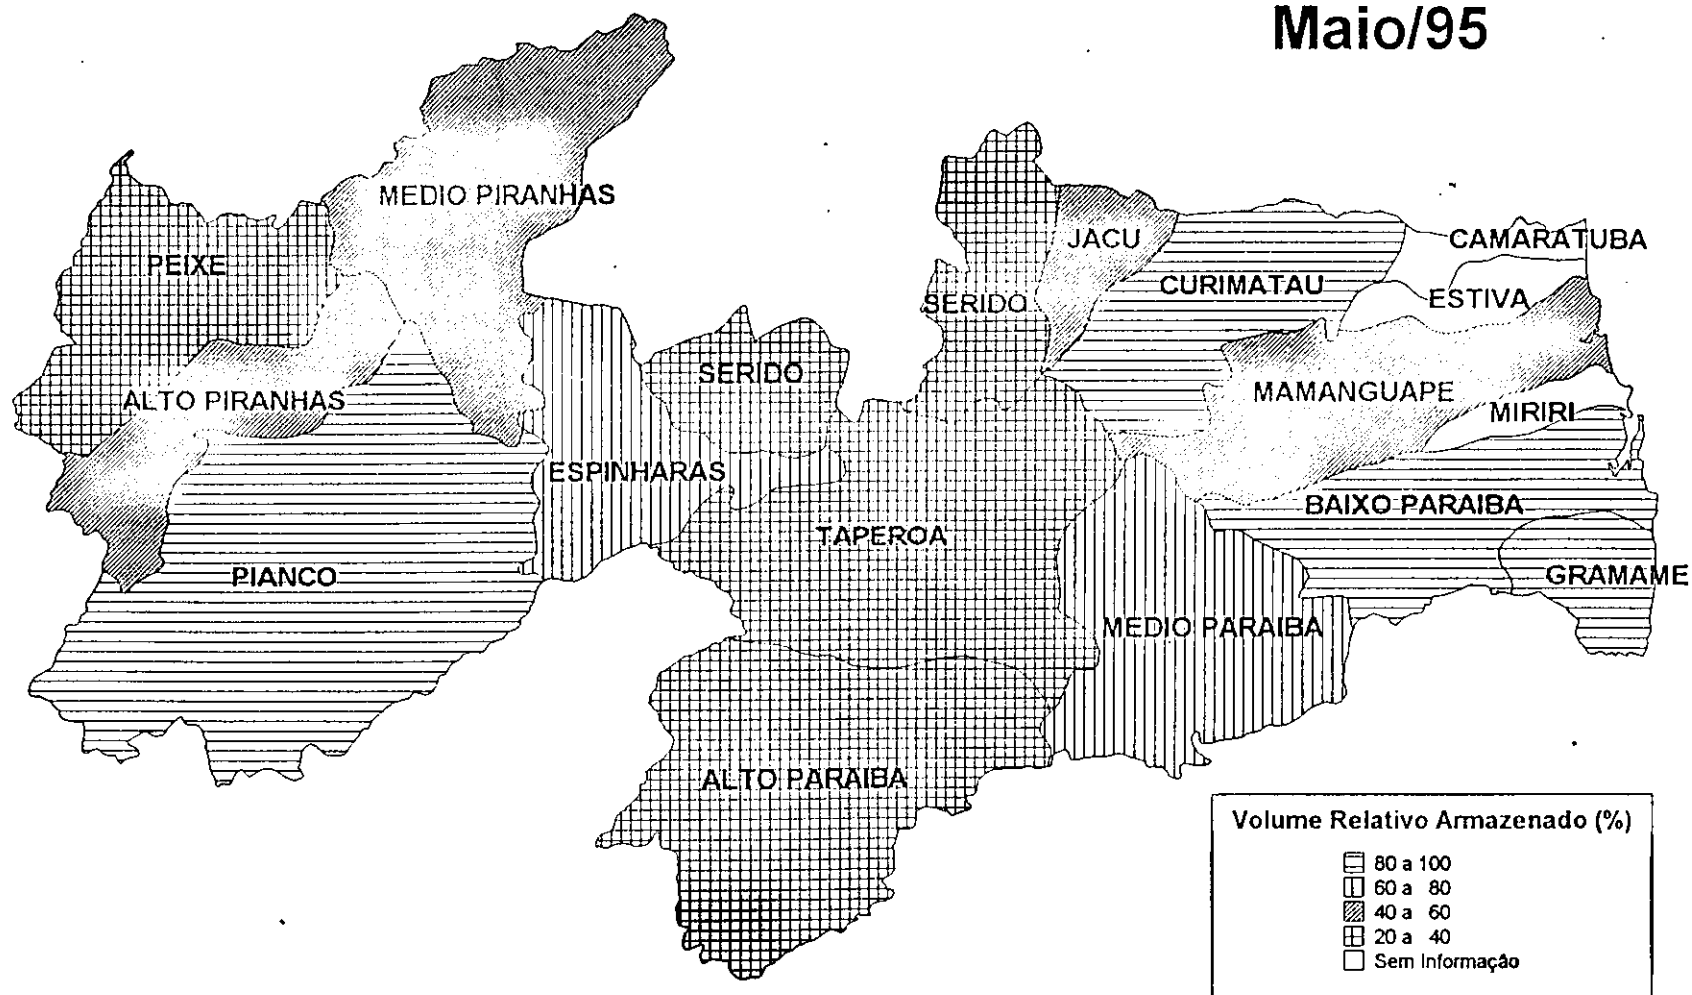 Maio/95
MEDIO PIRANHAS
JACU
CAMARATUBA
PEIXE
CURIMATAU
ESTIVA
SERIDO
SERIDO
MAMANGUAPE
ALTO PIRANHAS
MIRIRI
ESPINHARAS
BAIXO PARAIBA
TAPEROA
PIANCO
GRAMAME
MEDIO PARAIBA
ALTO PARAIBA
Volume Relativo Armazenado (%)
80 a 100
60 a 80
40 a 60
20 a 40
Sem Informação